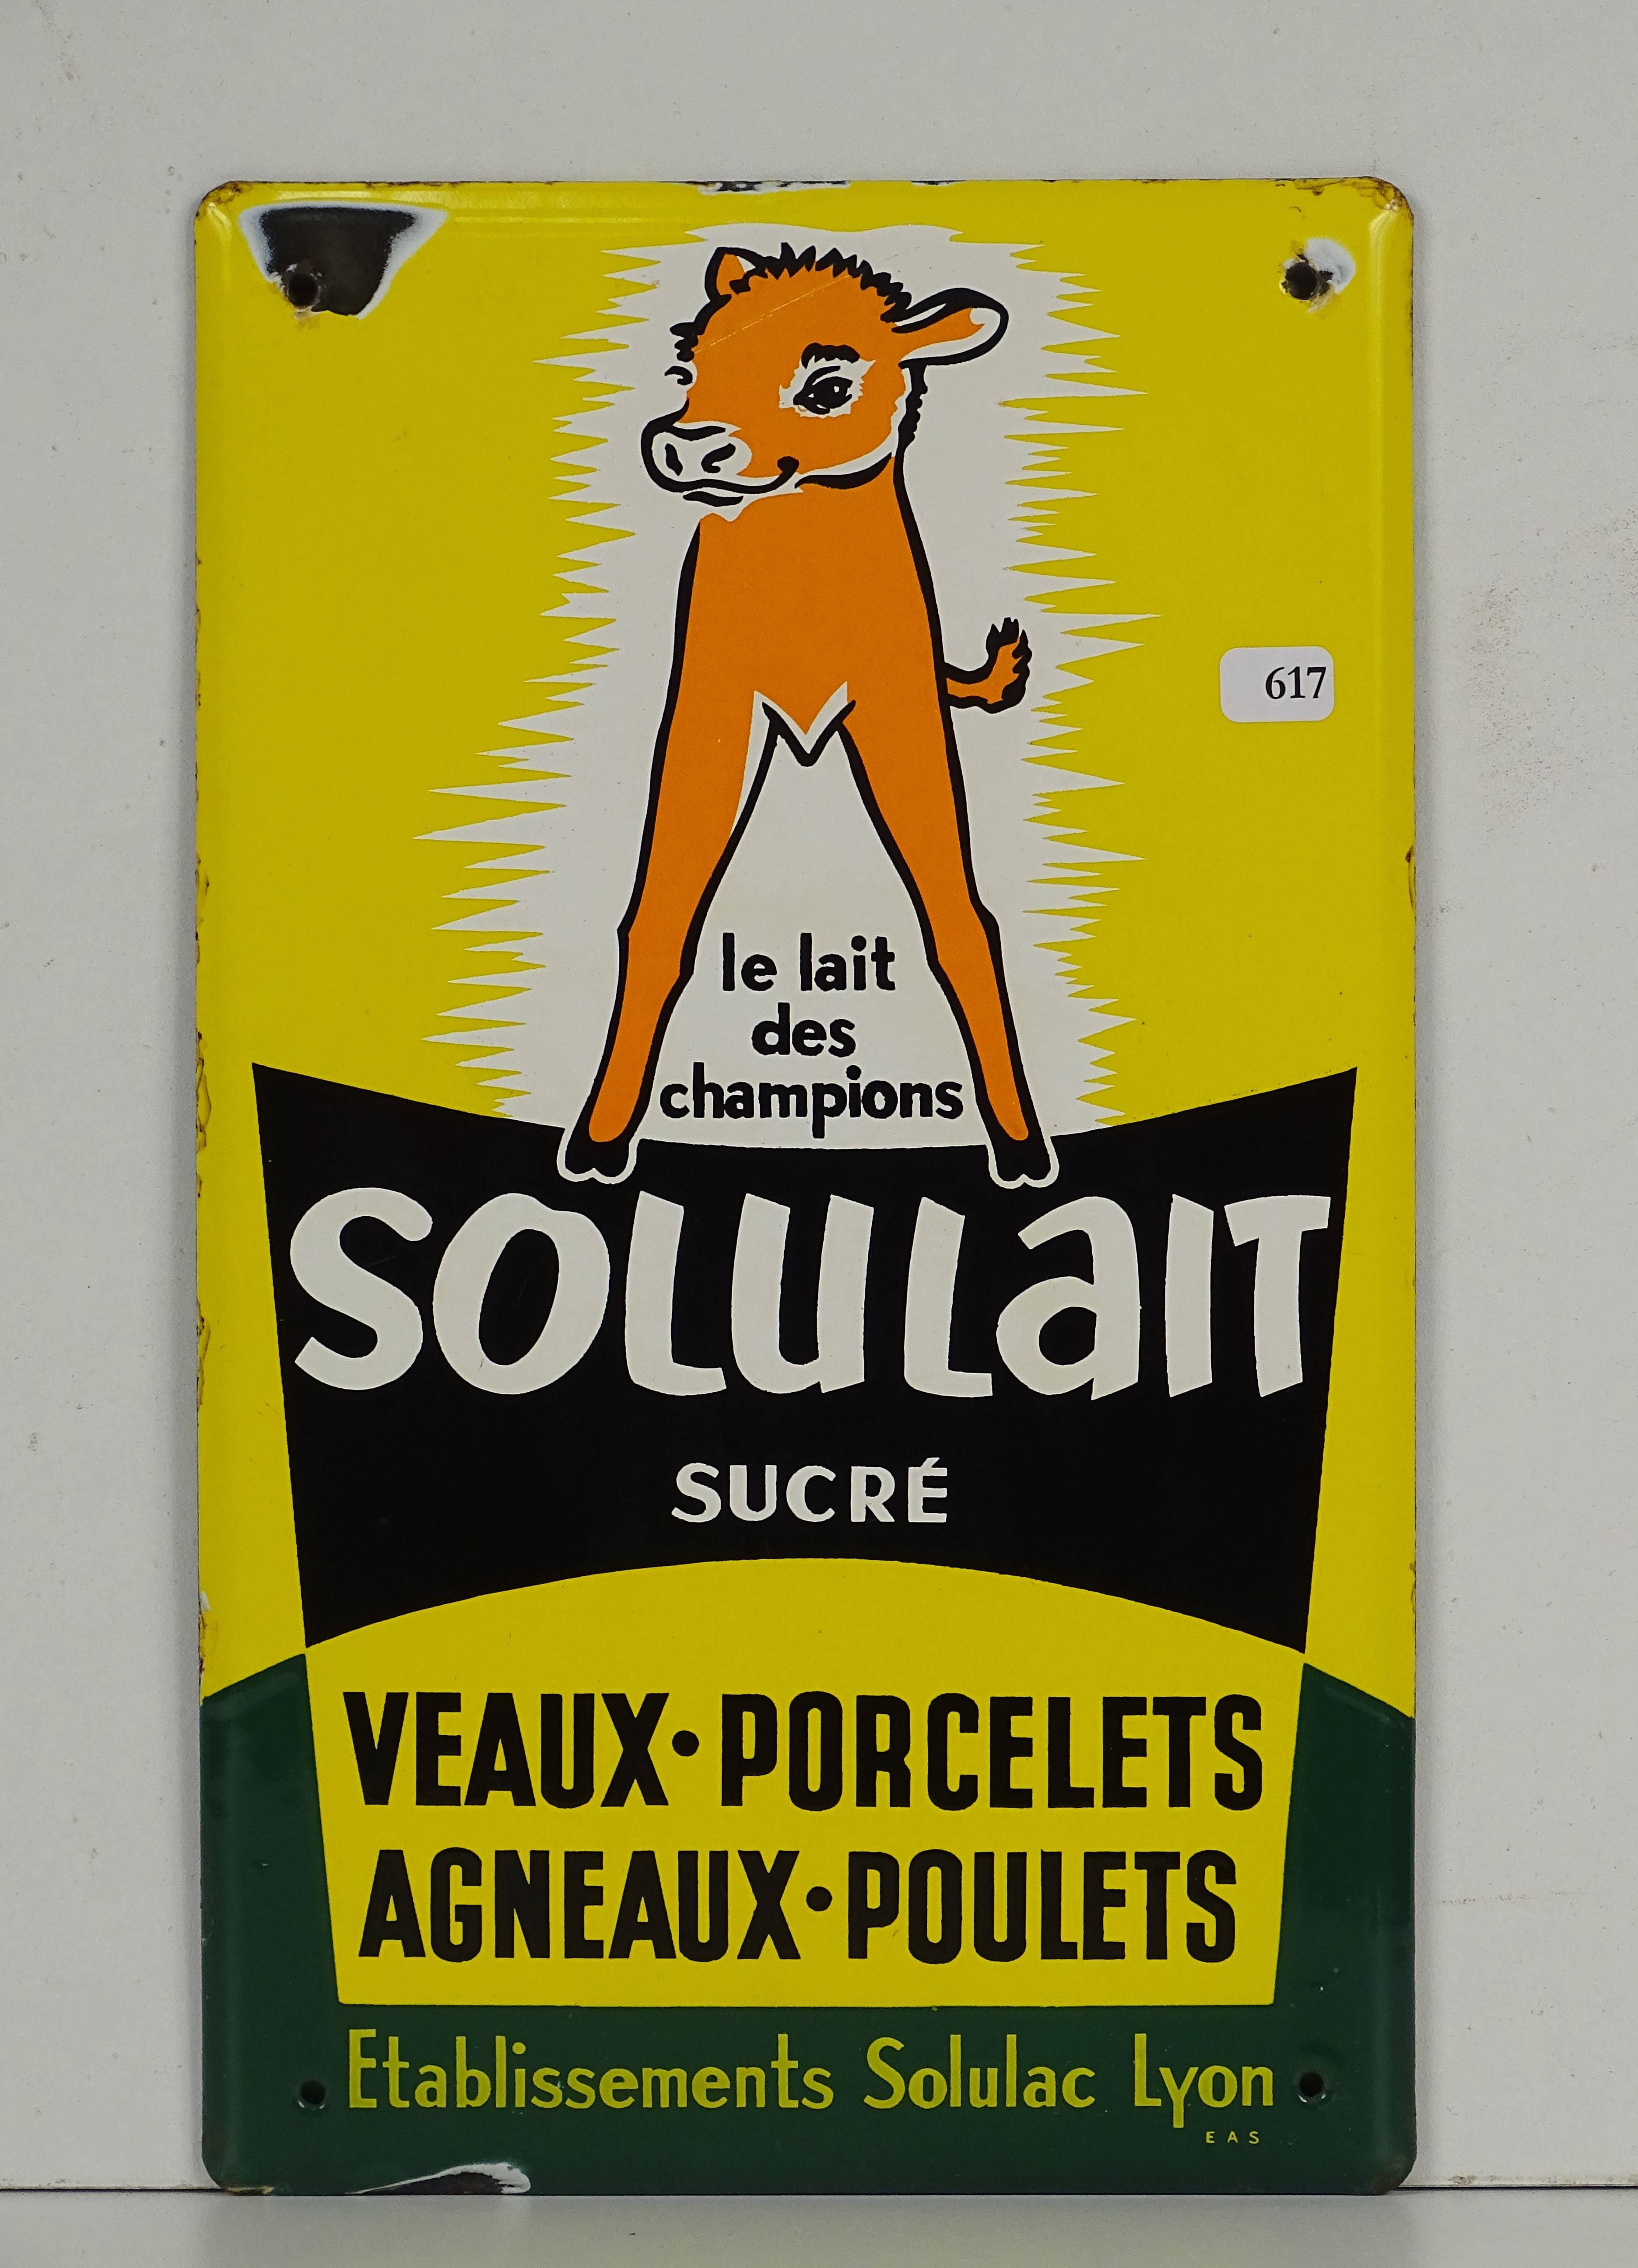 617
le lait
des
champions
SOLULAIT
SUCRÉ
VEAUX•PORCELETS
AGNEAUX•POULETS
Etablissements Solulac Lyon
EAS